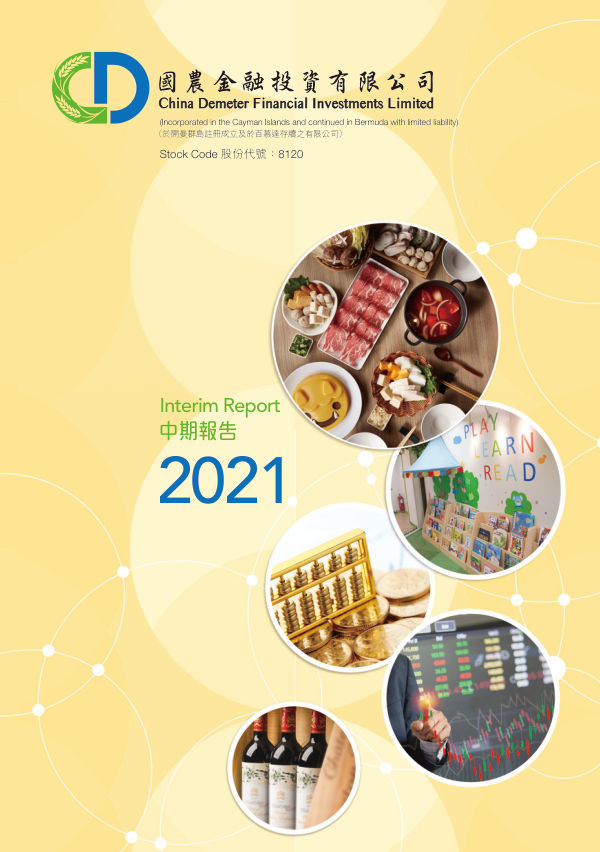 國農金融投資有限公司
China Demeter Financial Investments Limited
(Incorporated in the Cayman Islands and continued in Bermuda with limited liability)
(於開曼群島註冊成立及於百慕達存續之有限公司)
Stock Code 股份代號：8120
Interim Report
中期報告
2021
PLAY
LEARN
READ